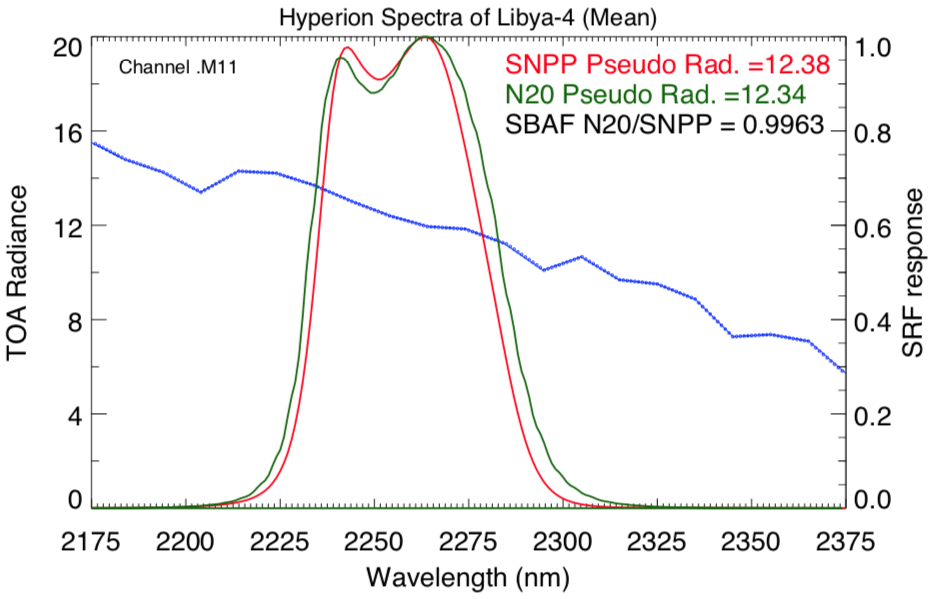 Hyperion Spectra of Libya-4 (Mean)
Channel .M11
SNPP Pseudo Rad. =12.38
N20 Pseudo Rad. =12.34
SBAF N20/SNPP = 0.9963
TOA Radiance
20
16
12
8
4
0
SRF response
1.0
0.8
0.6
0.4
0.2
0.0
2175 2200 2225 2250 2275 2300 2325 2350 2375
Wavelength (nm)